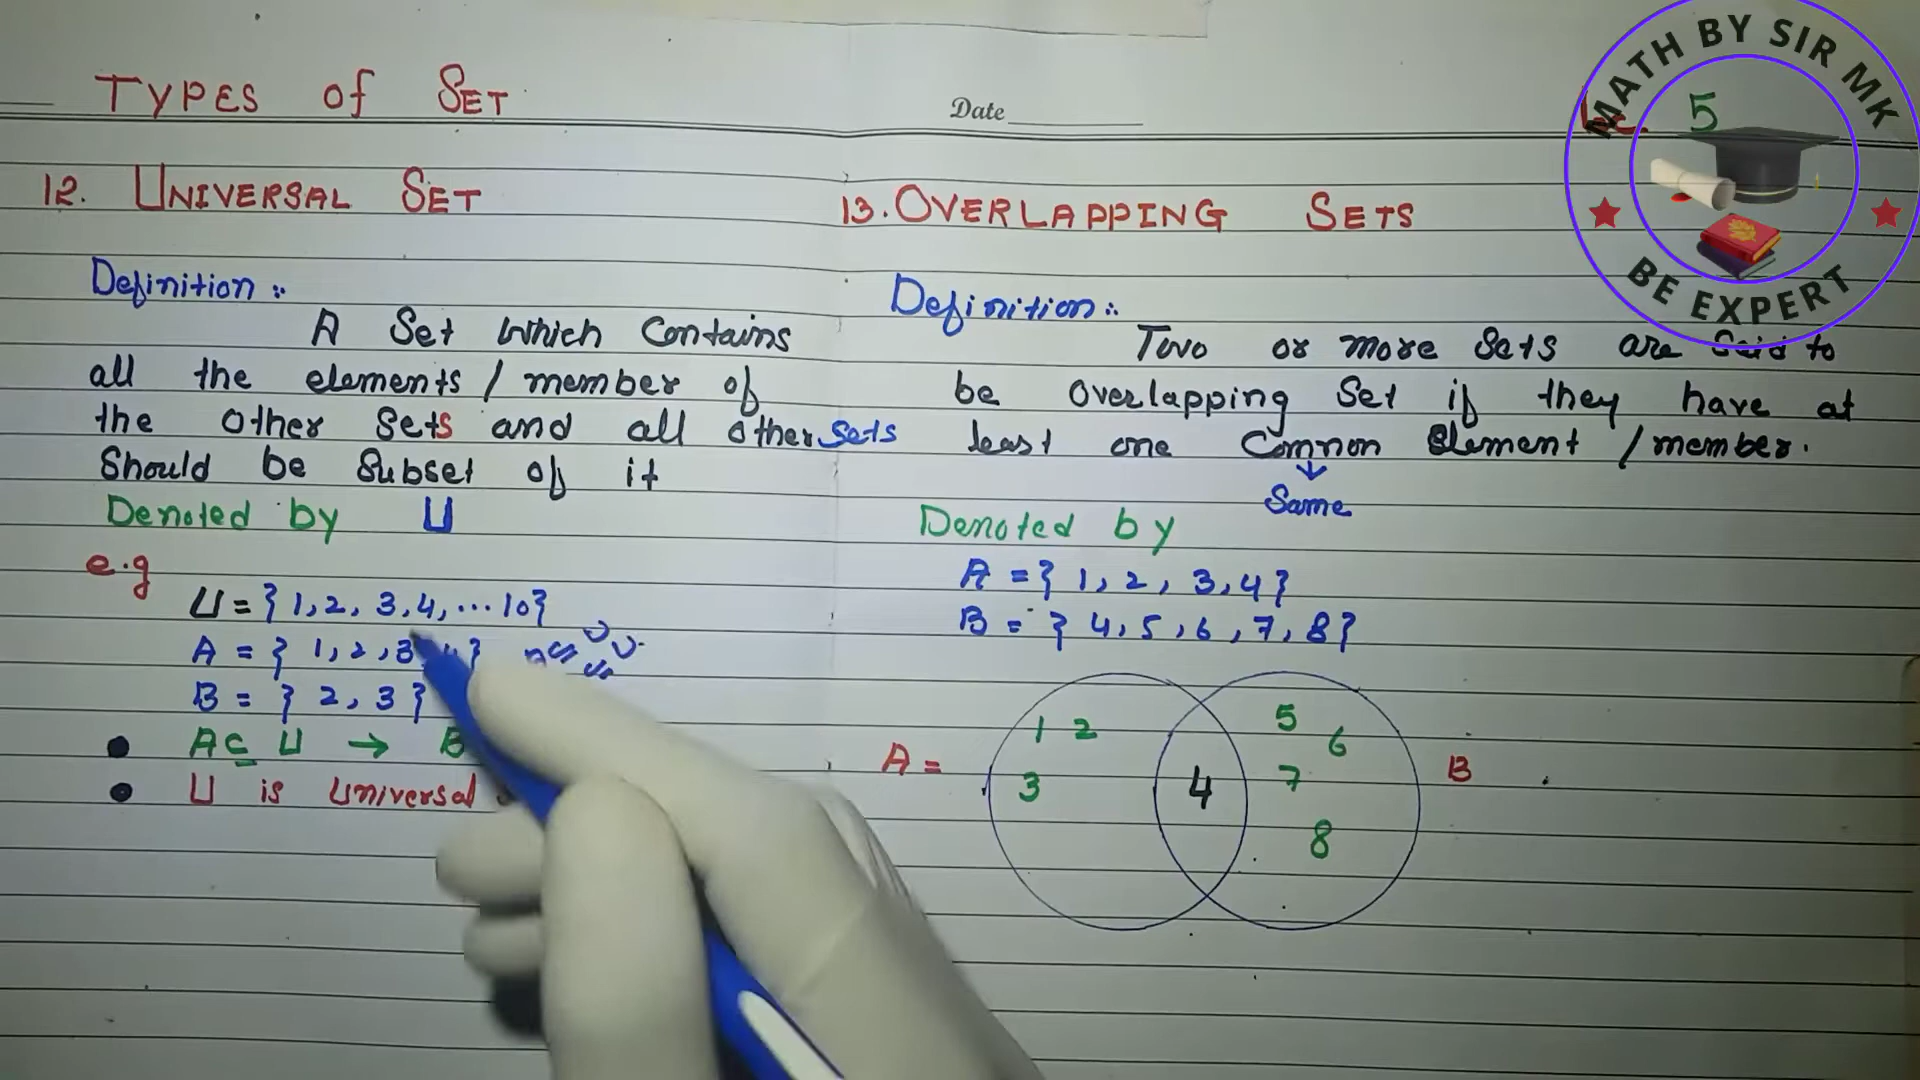 TYPES of SET
Date
5
MATH BY SIR MK
BE EXPERT
12. UNIVERSAL SET
Definition :.
A Set which contains
all the elements / member of
the other Sets and all other sets
Should be Subset of it
Denoted by U
e.g
U = { 1, 2, 3, 4, ... 10}
A = { 1, 2, 3, 4 }
B = { 2, 3 }
A ⊆ U → B
U is Universal
13. OVERLAPPING SETS
Definition :.
Two or more Sets are Said to
be Overlapping Set if they have at
least one Common Element / member.
Same
Denoted by
A = { 1, 2, 3, 4 }
B = { 4, 5, 6, 7, 8 }
1 2 5 6
A = 3 4 7 B
8